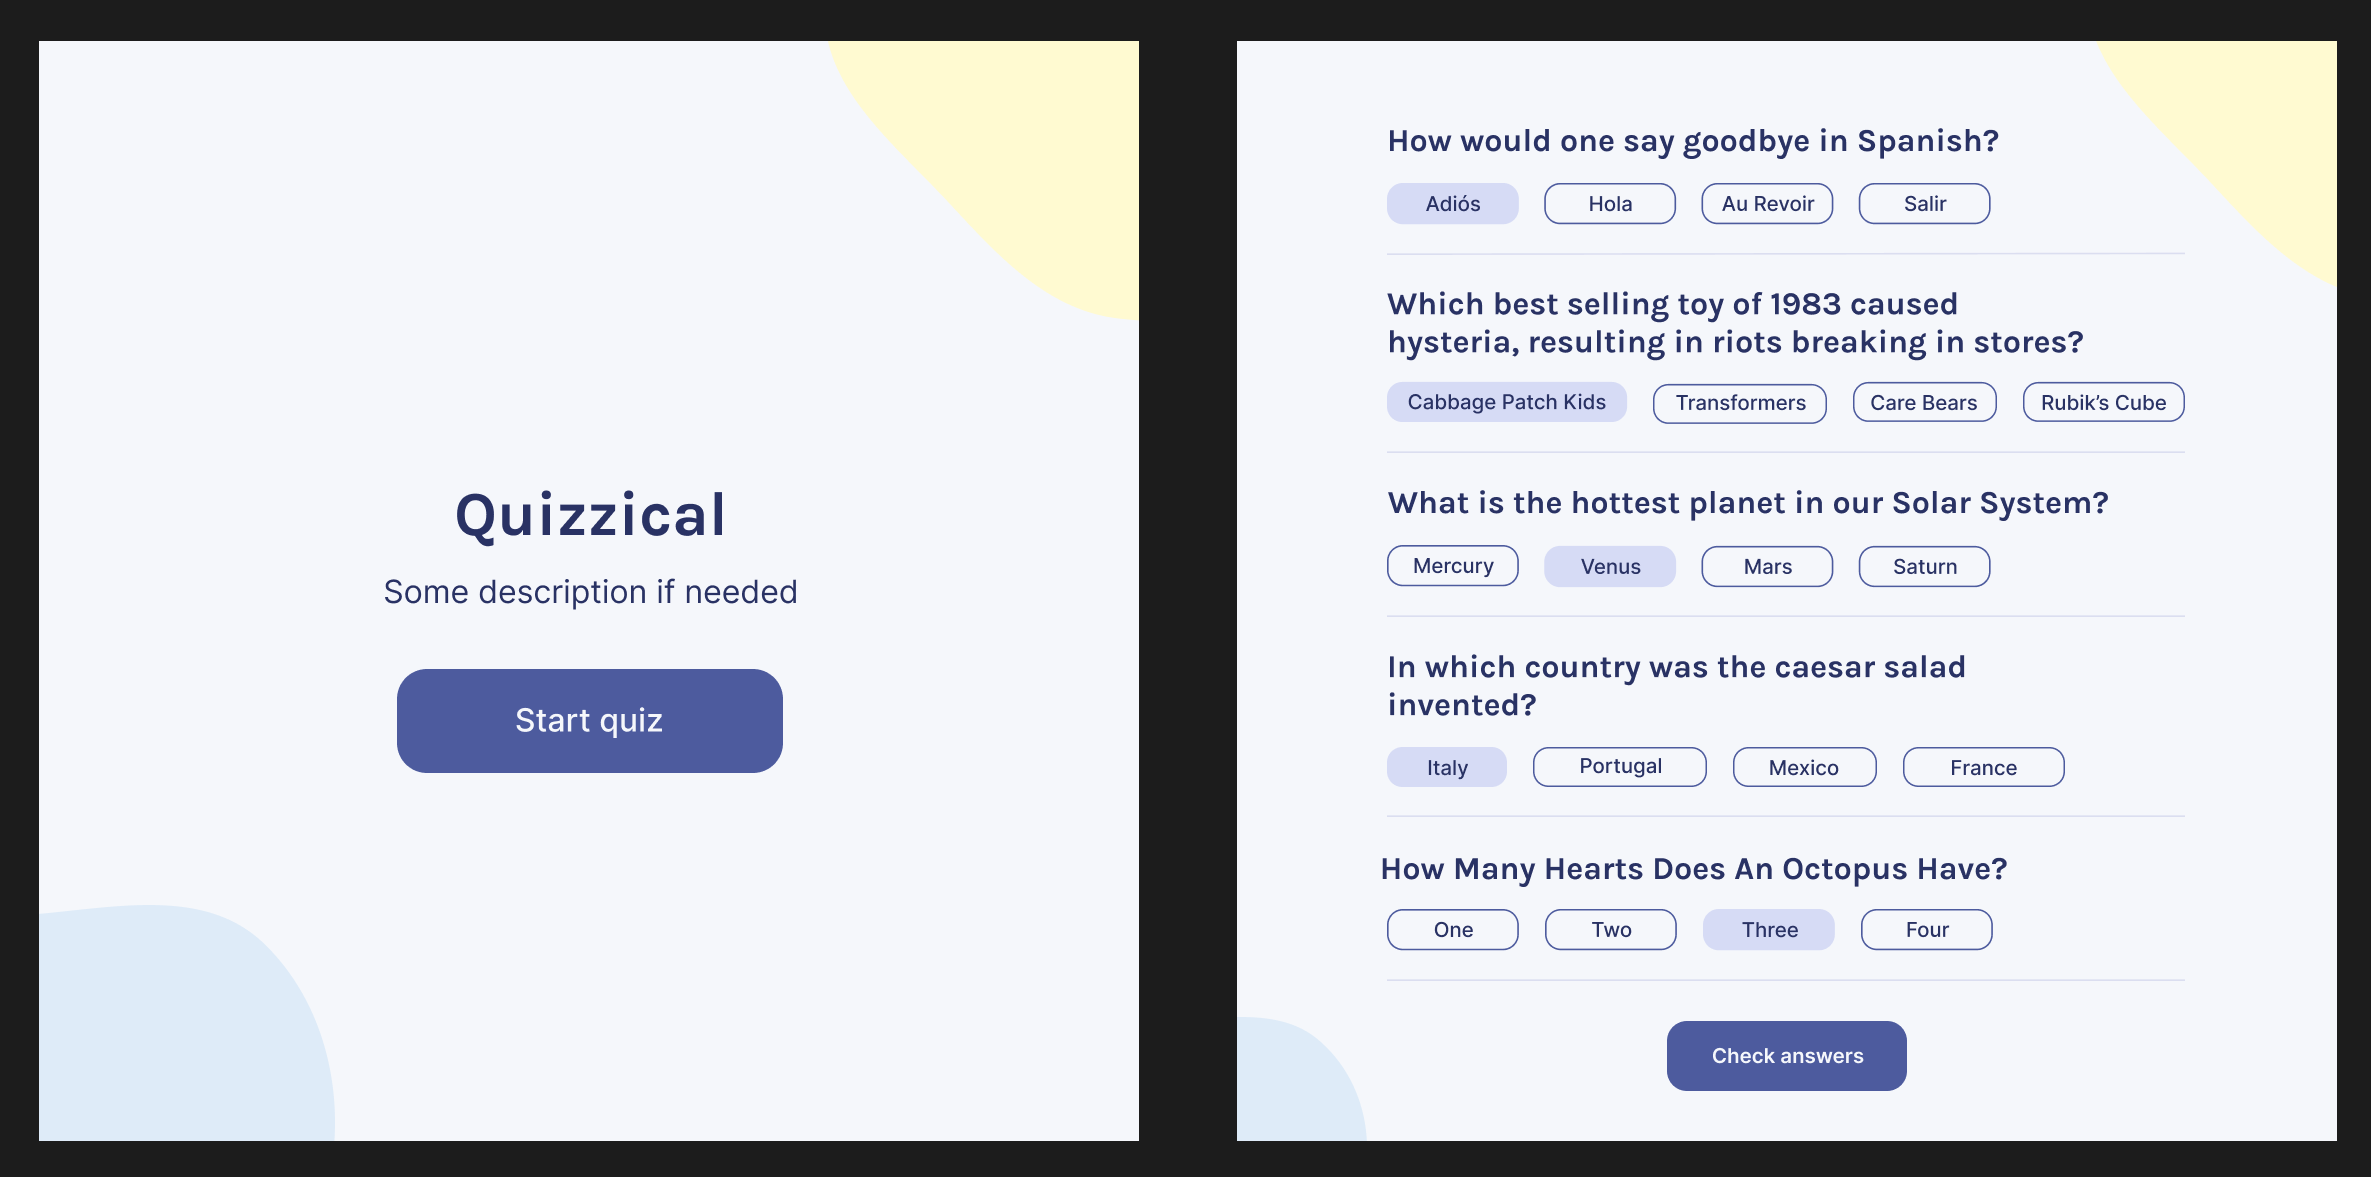 Quizzical
Some description if needed
Start quiz
How would one say goodbye in Spanish?
Adiós Hola Au Revoir Salir
Which best selling toy of 1983 caused
hysteria, resulting in riots breaking in stores?
Cabbage Patch Kids Transformers Care Bears Rubik’s Cube
What is the hottest planet in our Solar System?
Mercury Venus Mars Saturn
In which country was the caesar salad
invented?
Italy Portugal Mexico France
How Many Hearts Does An Octopus Have?
One Two Three Four
Check answers